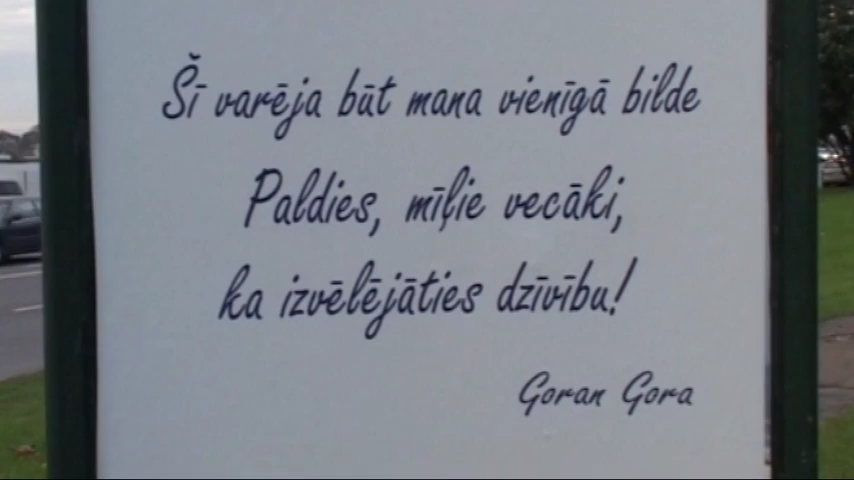 Šī varēja būt mana vienīgā bilde
Paldies, mīļie vecāki,
ka izvēlējāties dzīvību!
Goran Gora